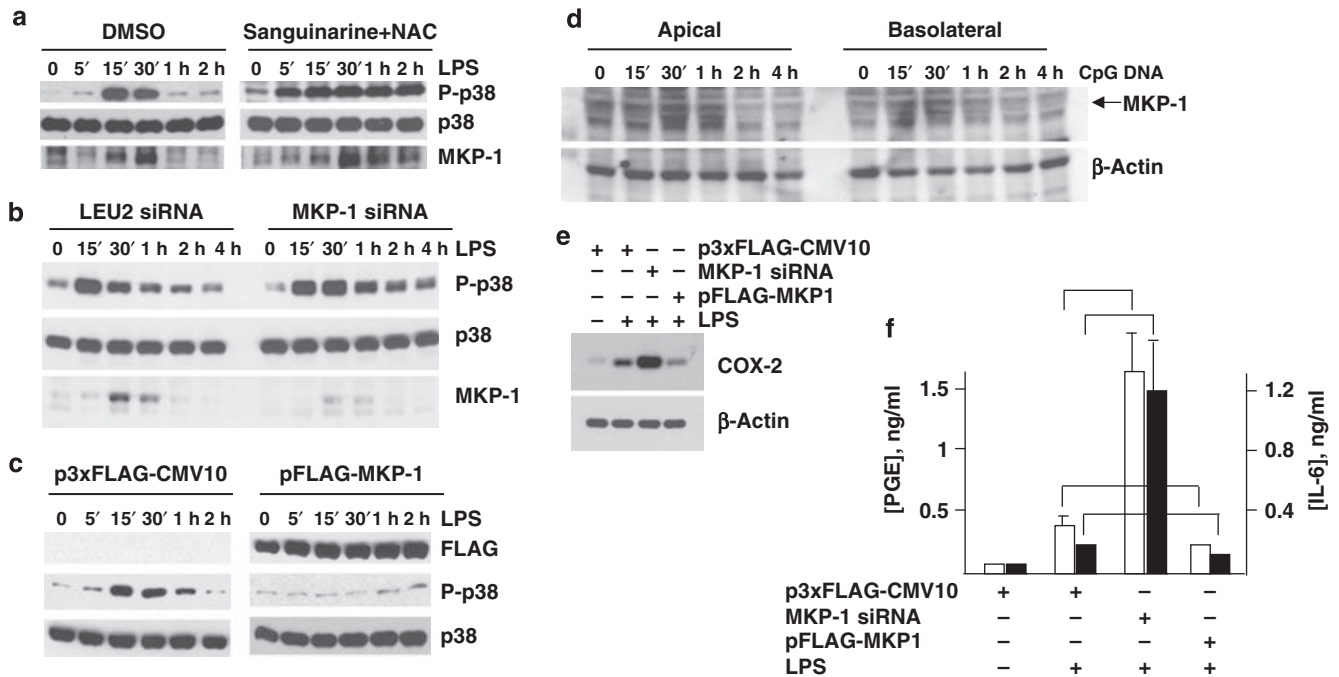 a
DMSO
Sanguinarine+NAC
0 5′ 15′ 30′ 1 h 2 h
0 5′ 15′ 30′ 1 h 2 h
LPS
P-p38
p38
MKP-1
b
LEU2 siRNA
MKP-1 siRNA
0 15′ 30′ 1 h 2 h 4 h
0 15′ 30′ 1 h 2 h 4 h
LPS
P-p38
p38
MKP-1
c
p3xFLAG-CMV10
pFLAG-MKP-1
0 5′ 15′ 30′ 1 h 2 h
0 5′ 15′ 30′ 1 h 2 h
LPS
FLAG
P-p38
p38
d
Apical
Basolateral
0 15′ 30′ 1 h 2 h 4 h
0 15′ 30′ 1 h 2 h 4 h
CpG DNA
MKP-1
β-Actin
e
+ + − − p3xFLAG-CMV10
− − + − MKP-1 siRNA
− − − + pFLAG-MKP1
− + + + LPS
COX-2
β-Actin
f
[PGE], ng/ml
1.5
1
0.5
1.2
0.8
0.4
[IL-6], ng/ml
p3xFLAG-CMV10 + + − −
MKP-1 siRNA − − + −
pFLAG-MKP1 − − − +
LPS − + + +